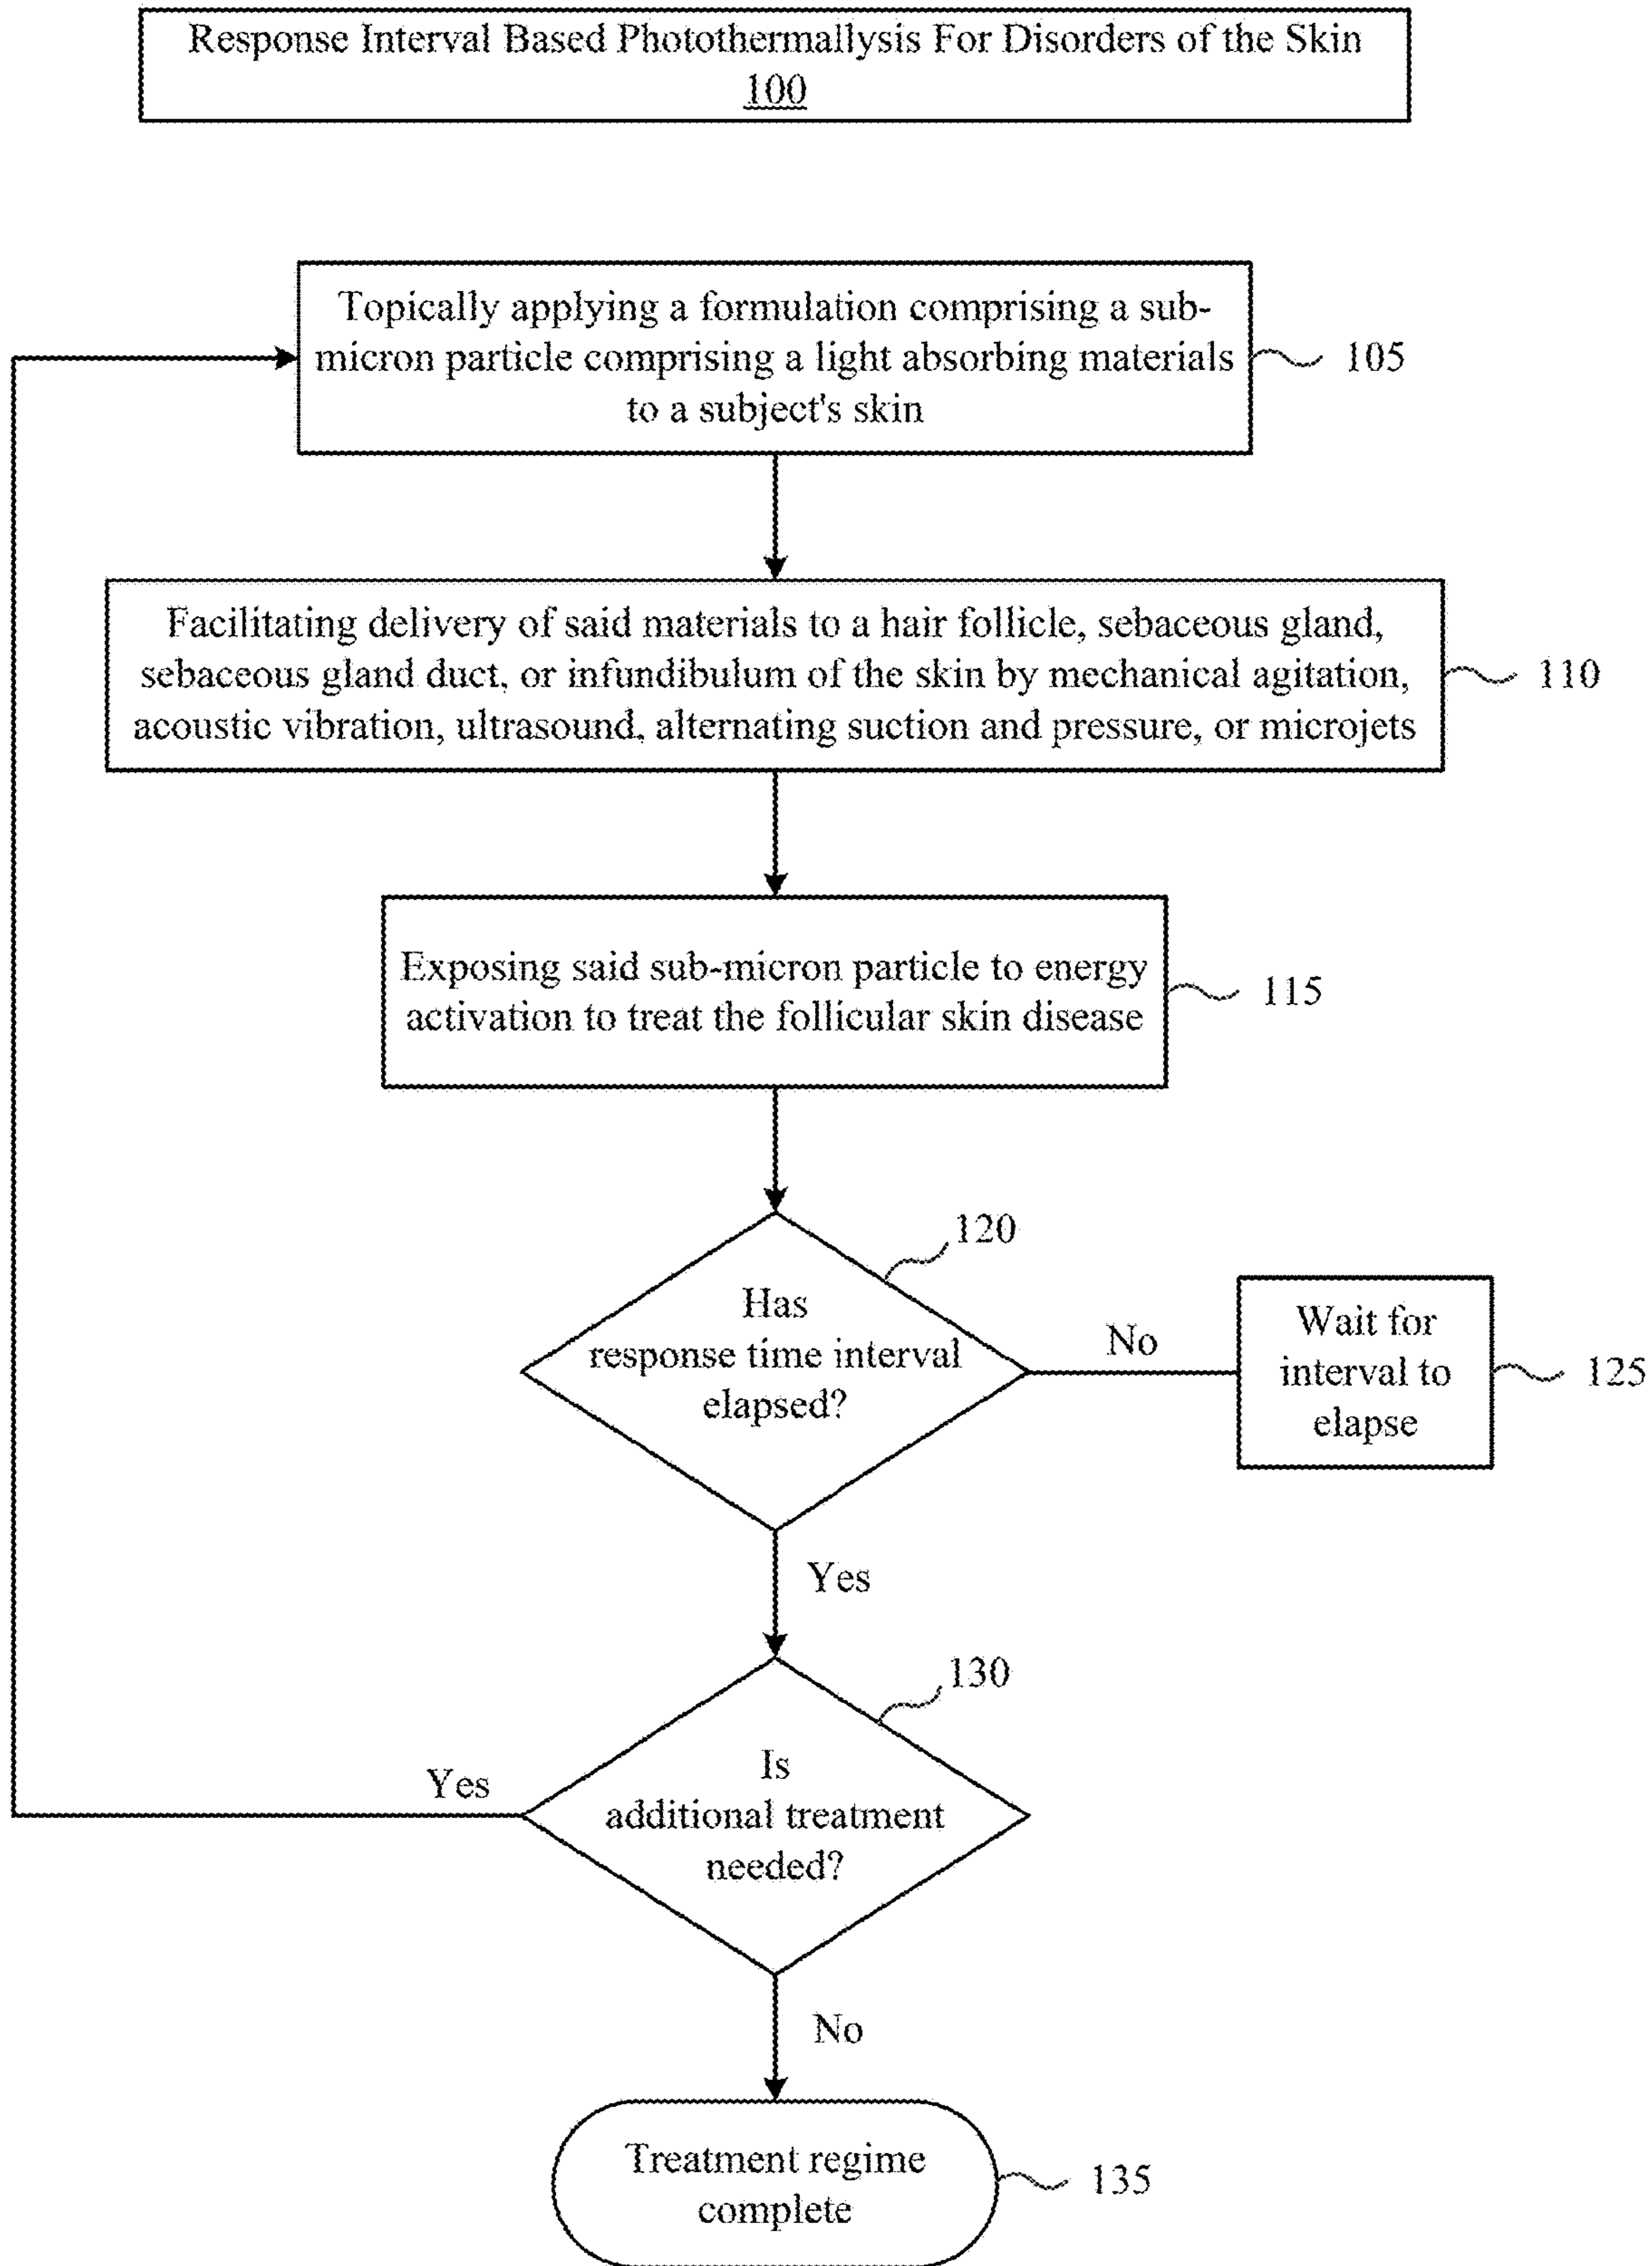 Response Interval Based Photothermallysis For Disorders of the Skin
100
Topically applying a formulation comprising a sub-
micron particle comprising a light absorbing materials
to a subject's skin
105
Facilitating delivery of said materials to a hair follicle, sebaceous gland,
sebaceous gland duct, or infundibulum of the skin by mechanical agitation,
acoustic vibration, ultrasound, alternating suction and pressure, or microjets
110
Exposing said sub-micron particle to energy
activation to treat the follicular skin disease
115
120
Has
response time interval
elapsed?
No
Wait for
interval to
elapse
125
Yes
130
Is
additional treatment
needed?
Yes
No
Treatment regime
complete
135